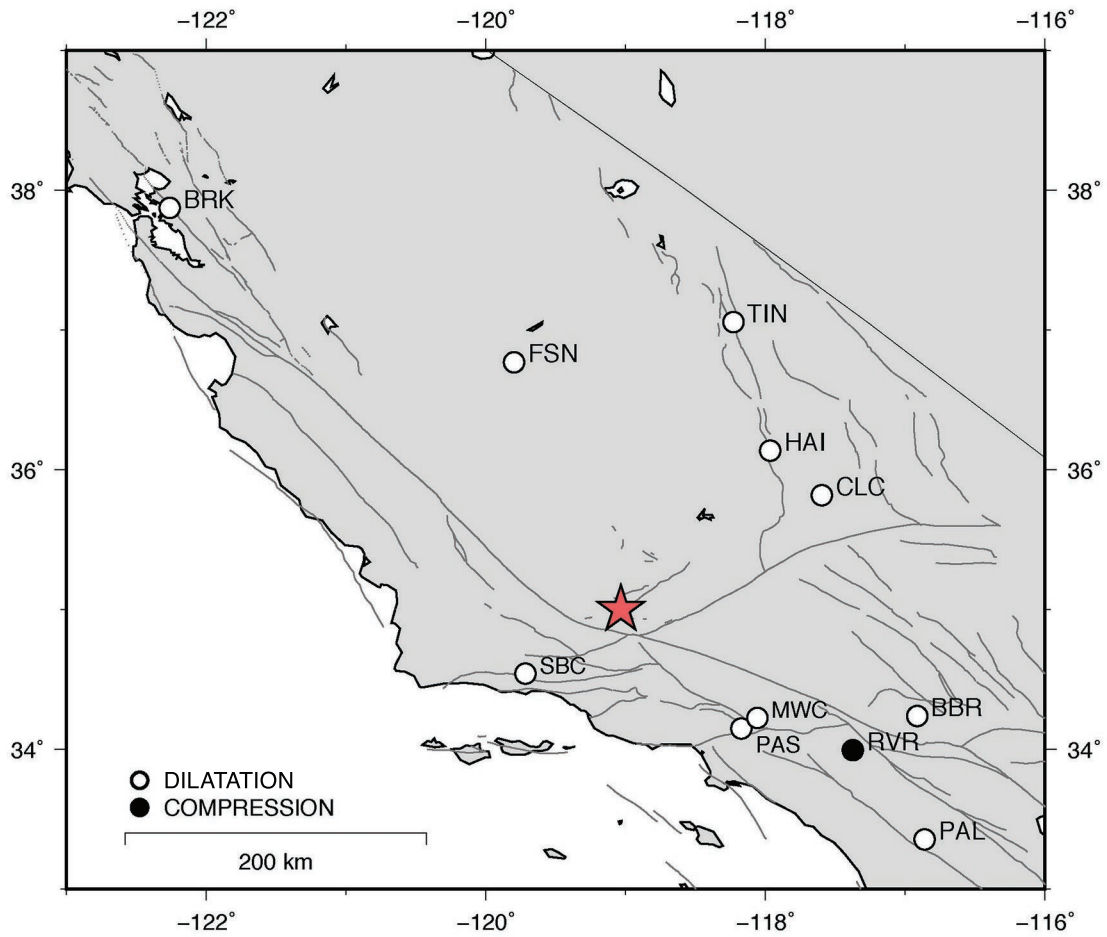 −122° −120° −118° −116°
38° BRK 38°
TIN
FSN
HAI
36° 36°
CLC
SBC
BBR
MWC
PAS RVR
34° 34°
DILATATION
COMPRESSION
PAL
200 km
−122° −120° −118° −116°